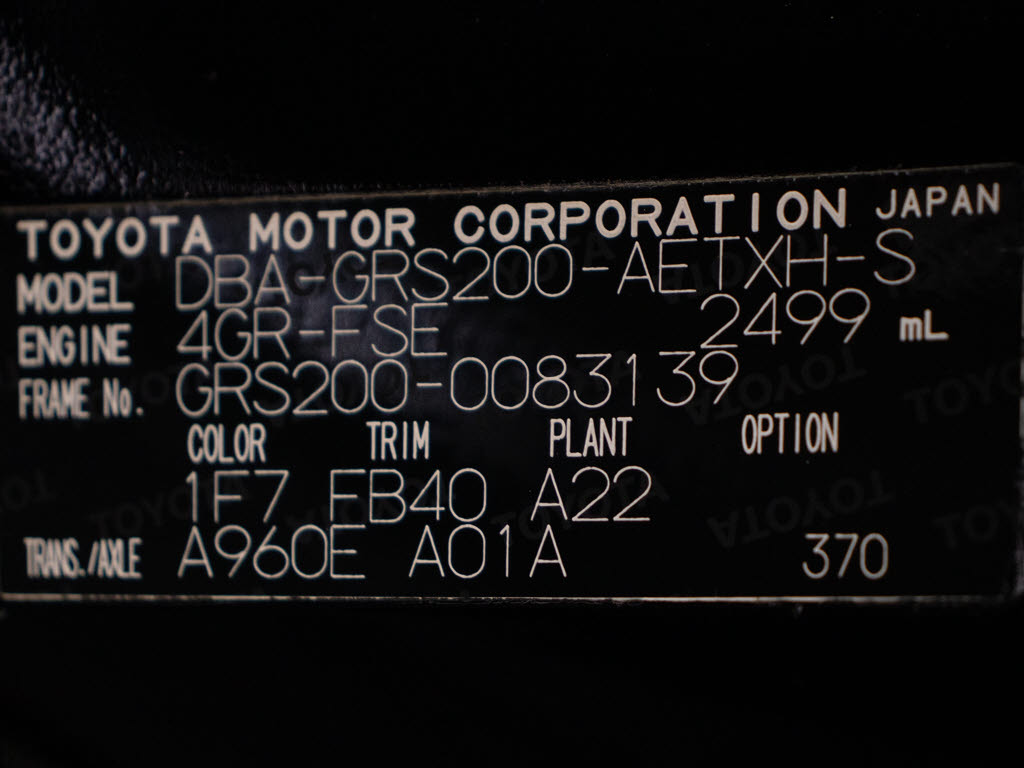 TOYOTA MOTOR CORPORATION JAPAN
MODEL DBA-GRS200-AETXH-S
ENGINE 4GR-FSE 2499 mL
FRAME No. GRS200-0083139
COLOR TRIM PLANT OPTION
1F7 FB40 A22
TRANS./AXLE A960E A01A 370